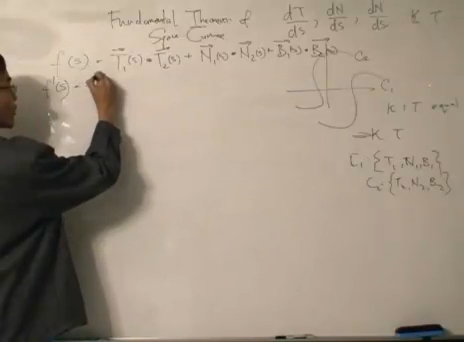 Fundamental Theorem of
Space Curves
dT/ds, dN/ds, dN/ds K T
f(s) = T₁(s) • T₂(s) + N₁(s) • N₂(s) + B₁(s) • B₂(s)
f'(s) =
C₂
C₁
K, T equal
→ K T
C₁ {T₁, N₁, B₁}
C₂: {T₂, N₂, B₂}